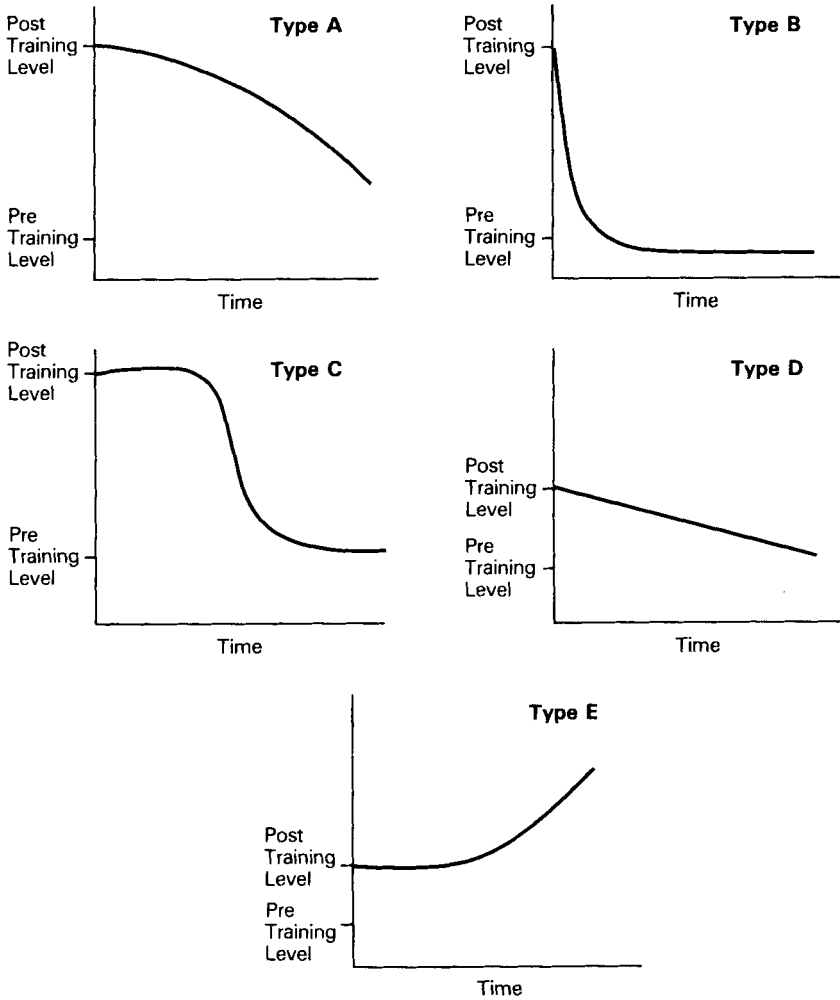 Type A
Post
Training
Level
Pre
Training
Level
Time
Type B
Post
Training
Level
Pre
Training
Level
Time
Type C
Post
Training
Level
Pre
Training
Level
Time
Type D
Post
Training
Level
Pre
Training
Level
Time
Type E
Post
Training
Level
Pre
Training
Level
Time